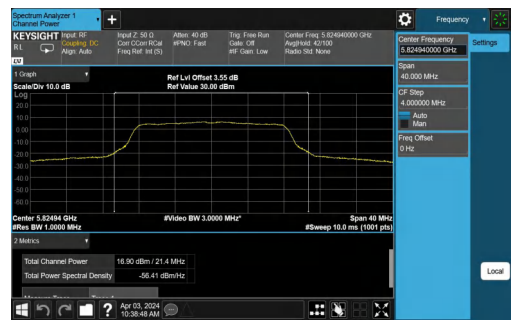 Spectrum Analyzer 1
Channel Power
+
Frequency
KEYSIGHT
RL
Input: RF
Coupling: DC
Align: Auto
Input Z: 50 Ω
Corr CCorr RCal
Freq Ref: Int (S)
Atten: 40 dB
#PNO: Fast
Trig: Free Run
Gate: Off
#IF Gain: Low
Center Freq: 5.824940000 GHz
Avg|Hold: 42/100
Radio Std: None
LXI
Center Frequency
5.824940000 GHz
Settings
Span
40.000 MHz
CF Step
4.000000 MHz
Auto
Man
Freq Offset
0 Hz
Local
1 Graph
Scale/Div 10.0 dB
Ref Lvl Offset 3.55 dB
Ref Value 30.00 dBm
Log
20.0
10.0
0.00
-10.0
-20.0
-30.0
-40.0
-50.0
-60.0
Center 5.82494 GHz
#Res BW 1.0000 MHz
#Video BW 3.0000 MHz*
Span 40 MHz
#Sweep 10.0 ms (1001 pts)
2 Metrics
Total Channel Power 16.90 dBm / 21.4 MHz
Total Power Spectral Density -56.41 dBm/Hz
?
Apr 03, 2024
10:38:48 AM